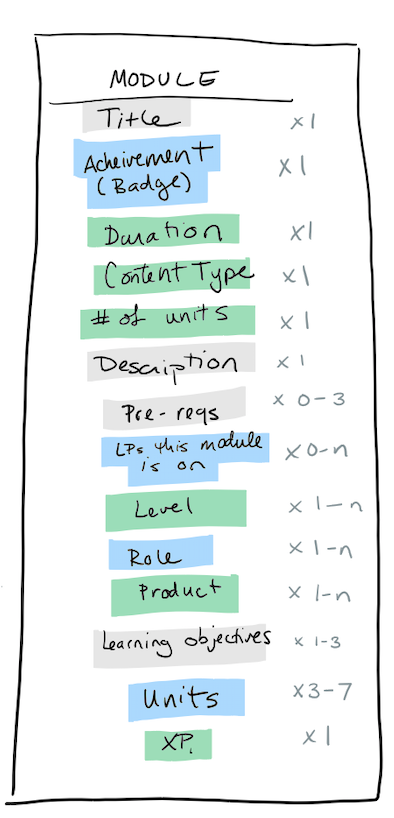 MODULE
Title x1
Acheivement x1
(Badge)
Duration x1
Content Type x1
# of units x1
Description x1
Pre-reqs x 0-3
LPs this module x0-n
is on
Level x 1-n
Role x 1-n
Product x 1-n
Learning objectives x 1-3
Units x3-7
XP. x1